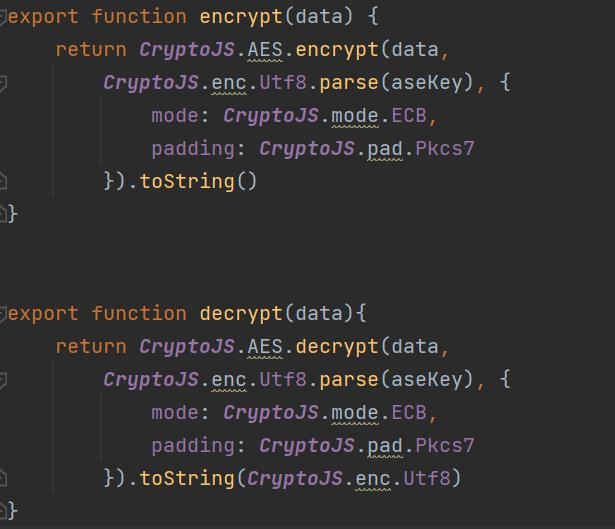 export function encrypt(data) {
    return CryptoJS.AES.encrypt(data,
        CryptoJS.enc.Utf8.parse(aseKey), {
            mode: CryptoJS.mode.ECB,
            padding: CryptoJS.pad.Pkcs7
        }).toString()
}
export function decrypt(data){
    return CryptoJS.AES.decrypt(data,
        CryptoJS.enc.Utf8.parse(aseKey), {
            mode: CryptoJS.mode.ECB,
            padding: CryptoJS.pad.Pkcs7
        }).toString(CryptoJS.enc.Utf8)
}